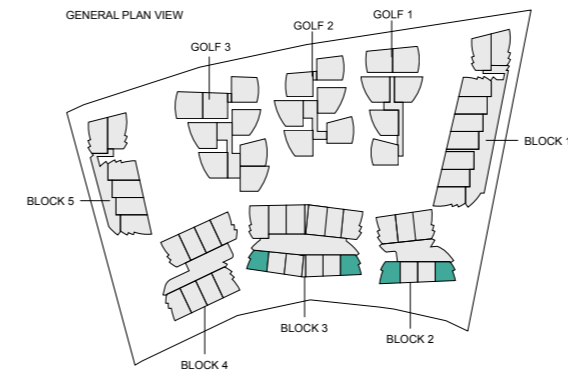 GENERAL PLAN VIEW
GOLF 1
GOLF 2
GOLF 3
BLOCK 1
BLOCK 5
BLOCK 3
BLOCK 2
BLOCK 4